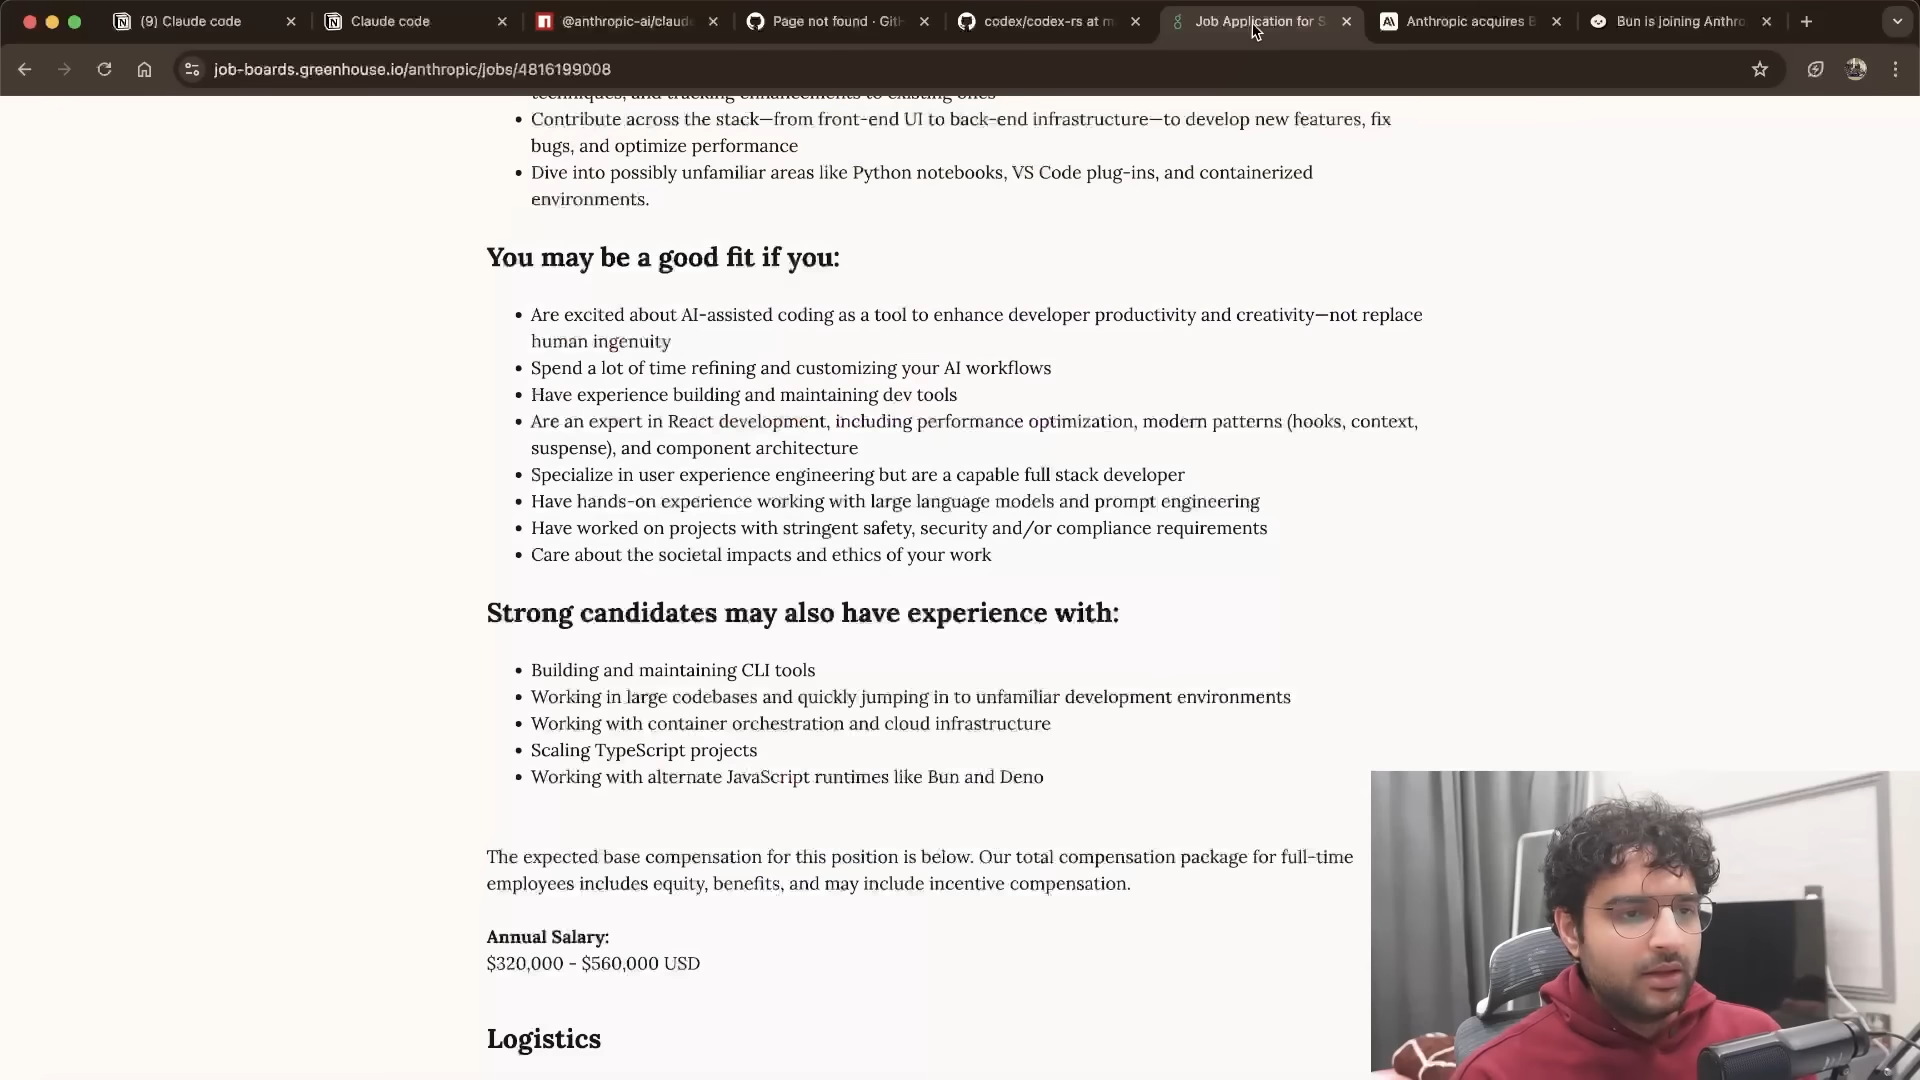 (9) Claude code
Claude code
@anthropic-ai/claude
Page not found · GitH
codex/codex-rs at m
Job Application for S
Anthropic acquires B
Bun is joining Anthro
job-boards.greenhouse.io/anthropic/jobs/4816199008
techniques, and tracking enhancements to existing ones
• Contribute across the stack—from front-end UI to back-end infrastructure—to develop new features, fix
bugs, and optimize performance
• Dive into possibly unfamiliar areas like Python notebooks, VS Code plug-ins, and containerized
environments.
You may be a good fit if you:
• Are excited about AI-assisted coding as a tool to enhance developer productivity and creativity—not replace
human ingenuity
• Spend a lot of time refining and customizing your AI workflows
• Have experience building and maintaining dev tools
• Are an expert in React development, including performance optimization, modern patterns (hooks, context,
suspense), and component architecture
• Specialize in user experience engineering but are a capable full stack developer
• Have hands-on experience working with large language models and prompt engineering
• Have worked on projects with stringent safety, security and/or compliance requirements
• Care about the societal impacts and ethics of your work
Strong candidates may also have experience with:
• Building and maintaining CLI tools
• Working in large codebases and quickly jumping in to unfamiliar development environments
• Working with container orchestration and cloud infrastructure
• Scaling TypeScript projects
• Working with alternate JavaScript runtimes like Bun and Deno
The expected base compensation for this position is below. Our total compensation package for full-time
employees includes equity, benefits, and may include incentive compensation.
Annual Salary:
$320,000 - $560,000 USD
Logistics